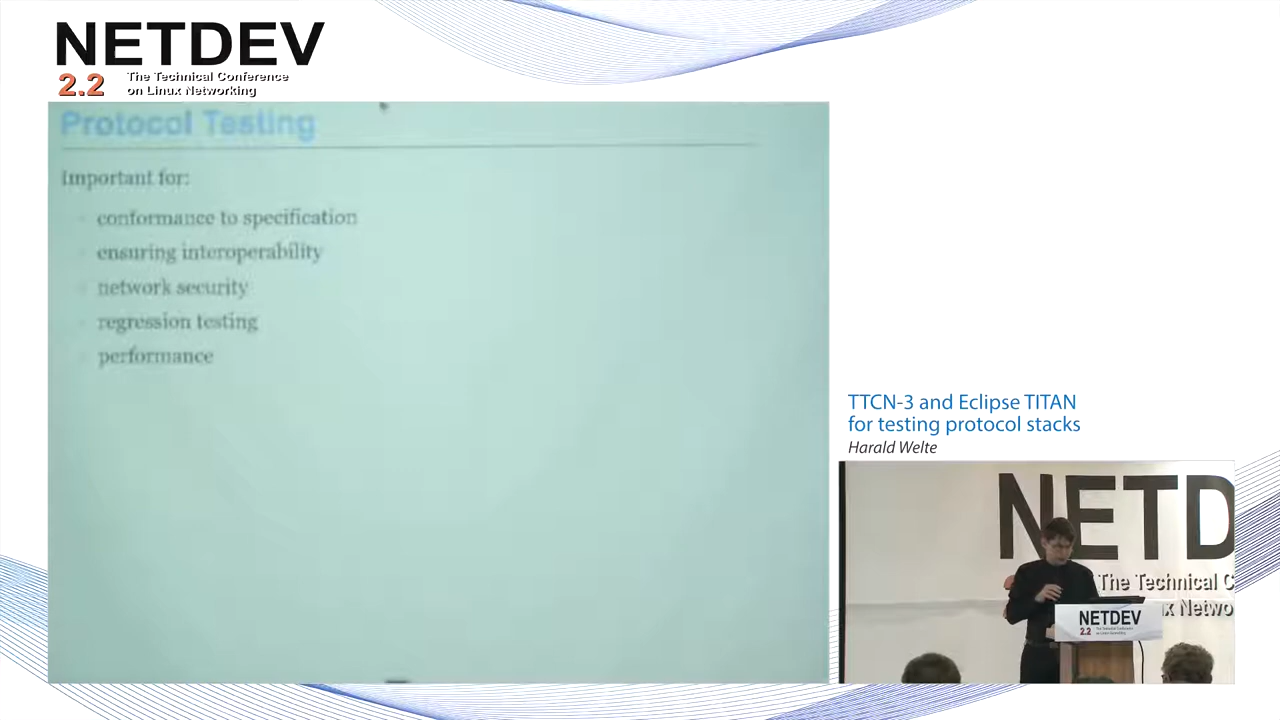 NETDEV
2.2 The Technical Conference
on Linux Networking
Protocol Testing
Important for:
conformance to specification
ensuring interoperability
network security
regression testing
performance
TTCN-3 and Eclipse TITAN
for testing protocol stacks
Harald Welte
NETD
The Technical C
x Netwo
NETDEV
2.2